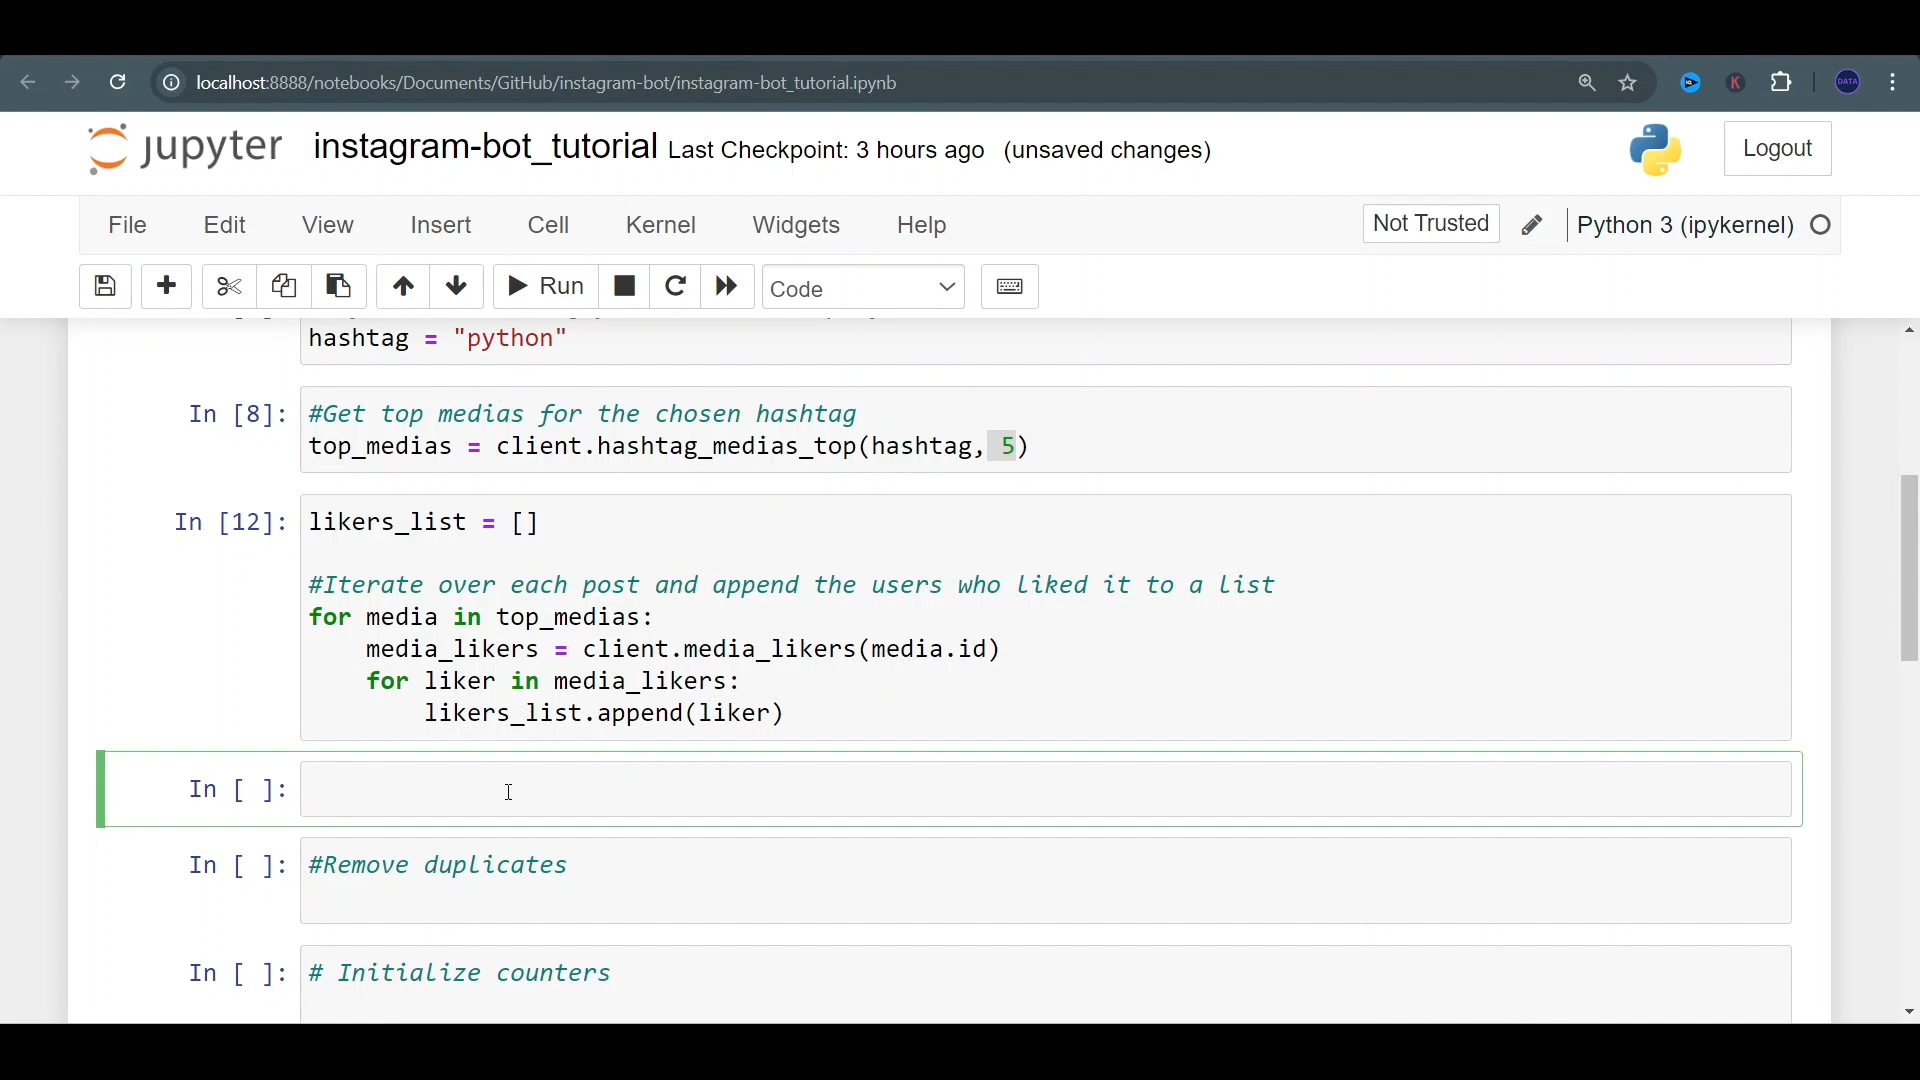 localhost:8888/notebooks/Documents/GitHub/instagram-bot/instagram-bot_tutorial.ipynb
K
DATA
jupyter instagram-bot_tutorial Last Checkpoint: 3 hours ago (unsaved changes)
Logout
File Edit View Insert Cell Kernel Widgets Help
Not Trusted Python 3 (ipykernel)
Run Code
hashtag = "python"
In [8]: #Get top medias for the chosen hashtag
top_medias = client.hashtag_medias_top(hashtag, 5)
In [12]: likers_list = []
#Iterate over each post and append the users who liked it to a list
for media in top_medias:
    media_likers = client.media_likers(media.id)
    for liker in media_likers:
        likers_list.append(liker)
In [ ]:
In [ ]: #Remove duplicates
In [ ]: # Initialize counters